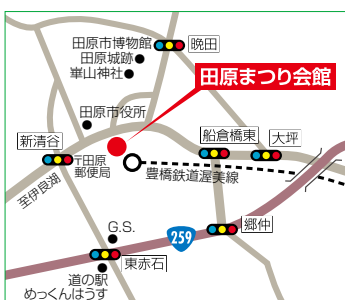 田原市博物館
晩田
田原城跡
崋山神社
田原まつり会館
田原市役所
船倉橋東
大坪
新清谷
〒田原
郵便局
豊橋鉄道渥美線
至伊良湖
G.S.
259
郷仲
東赤石
道の駅
めっくんはうす